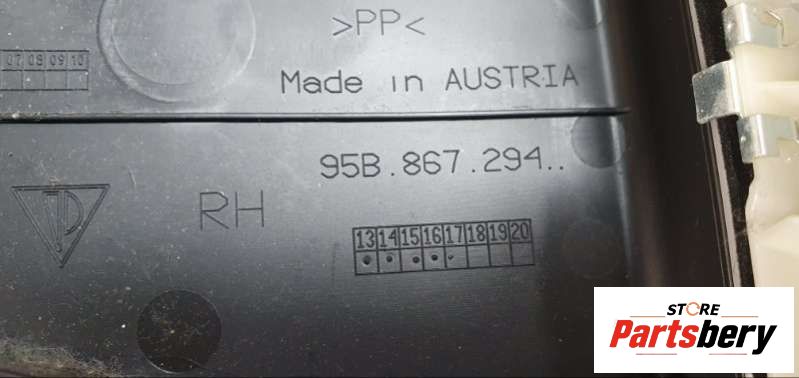 >PP<
07 08 09 10
Made in AUSTRIA
95B.867.294..
RH
13 14 15 16 17 18 19 20
STORE
Partsbery